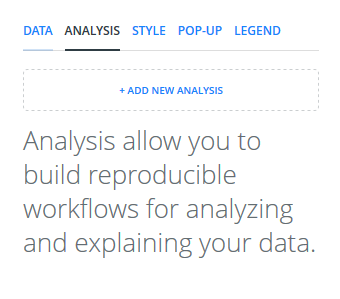 DATA ANALYSIS STYLE POP-UP LEGEND
+ ADD NEW ANALYSIS
Analysis allow you to
build reproducible
workflows for analyzing
and explaining your data.